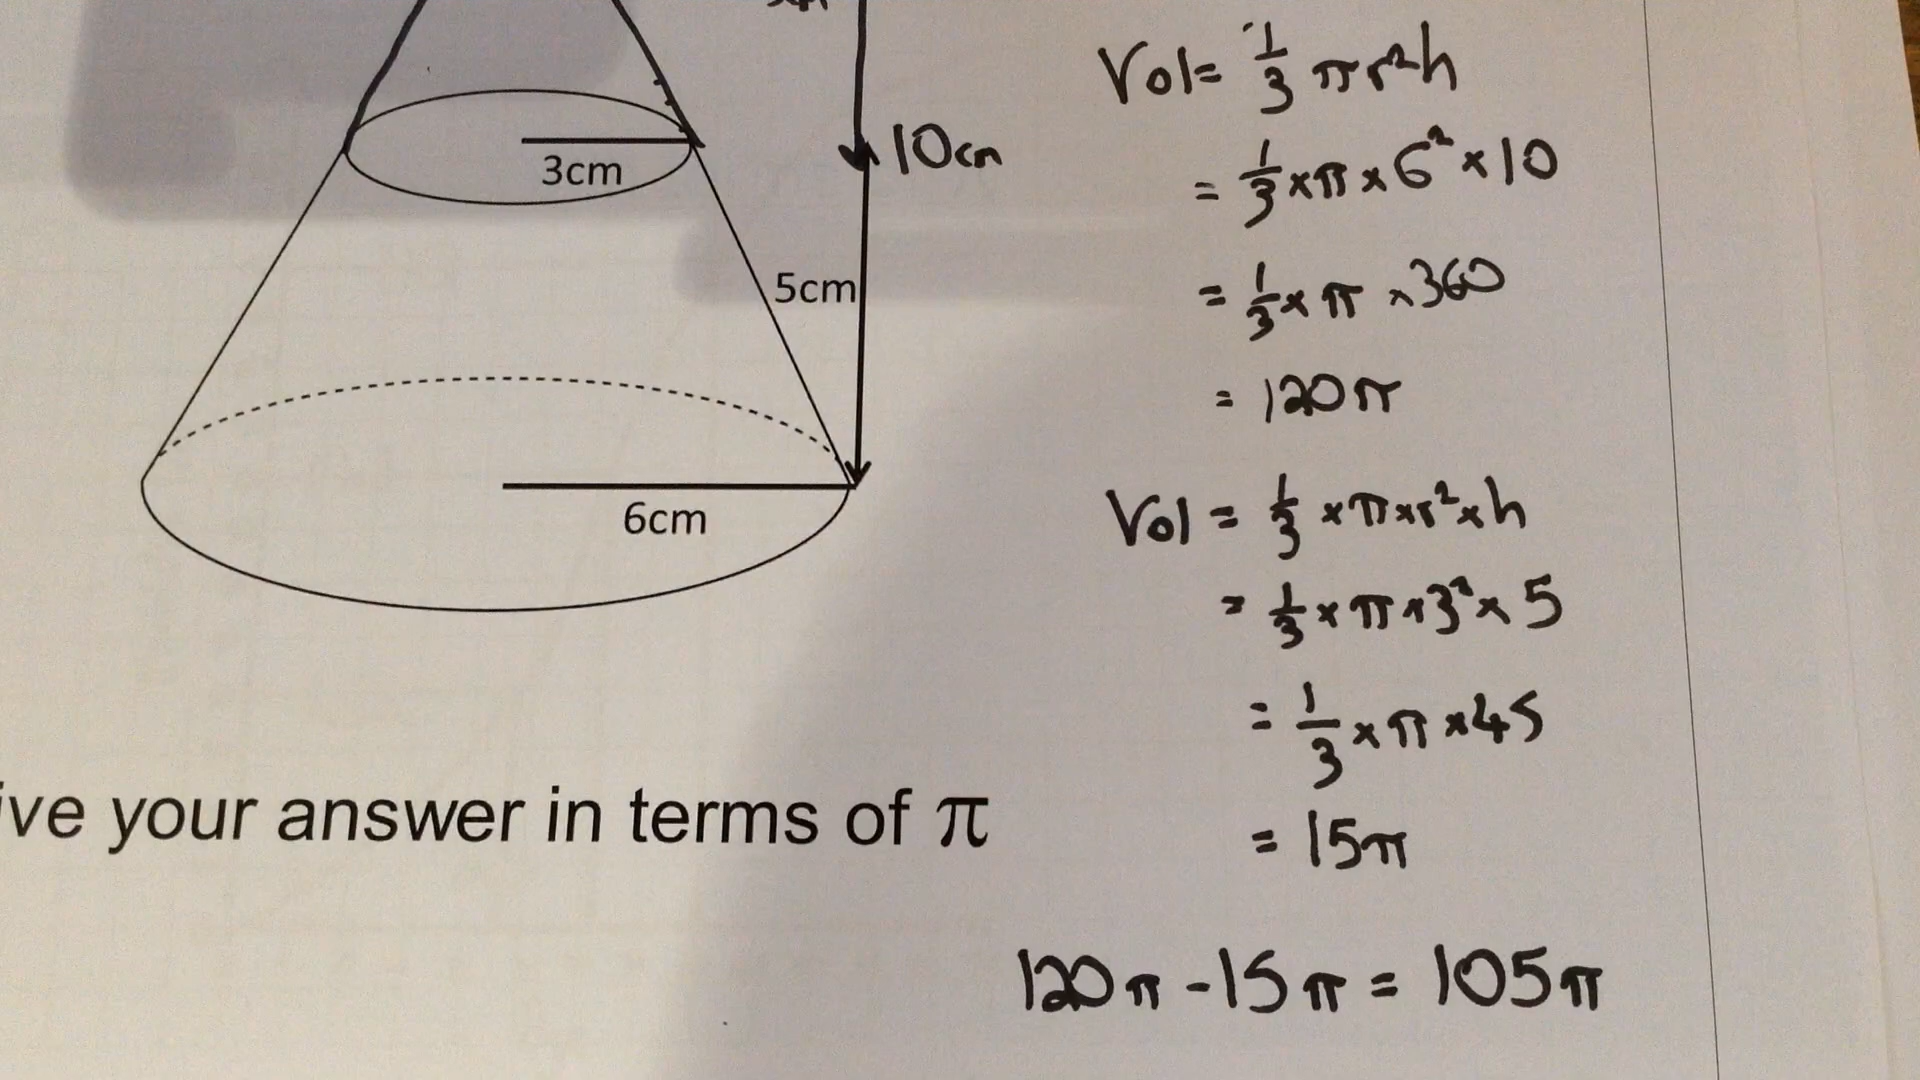 Vol= 1/3 πr²h
3cm
10cm
= 1/3 ×π×6²×10
5cm
= 1/3 × π ×360
= 120π
6cm
Vol = 1/3 ×π×r²×h
= 1/3 × π ×3²× 5
= 1/3 × π ×45
ive your answer in terms of π
= 15π
120π -15π = 105π